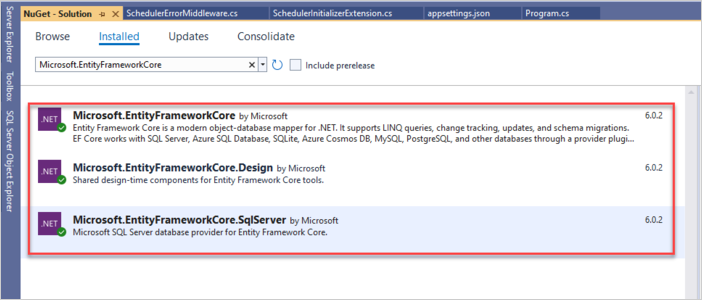 NuGet - Solution
SchedulerErrorMiddleware.cs
SchedulerInitializerExtension.cs
appsettings.json
Program.cs
Server Explorer
Toolbox
SQL Server Object Explorer
Browse
Installed
Updates
Consolidate
Microsoft.EntityFrameworkCore
Include prerelease
.NET
Microsoft.EntityFrameworkCore by Microsoft
6.0.2
Entity Framework Core is a modern object-database mapper for .NET. It supports LINQ queries, change tracking, updates, and schema migrations.
EF Core works with SQL Server, Azure SQL Database, SQLite, Azure Cosmos DB, MySQL, PostgreSQL, and other databases through a provider plugi...
.NET
Microsoft.EntityFrameworkCore.Design by Microsoft
6.0.2
Shared design-time components for Entity Framework Core tools.
.NET
Microsoft.EntityFrameworkCore.SqlServer by Microsoft
6.0.2
Microsoft SQL Server database provider for Entity Framework Core.